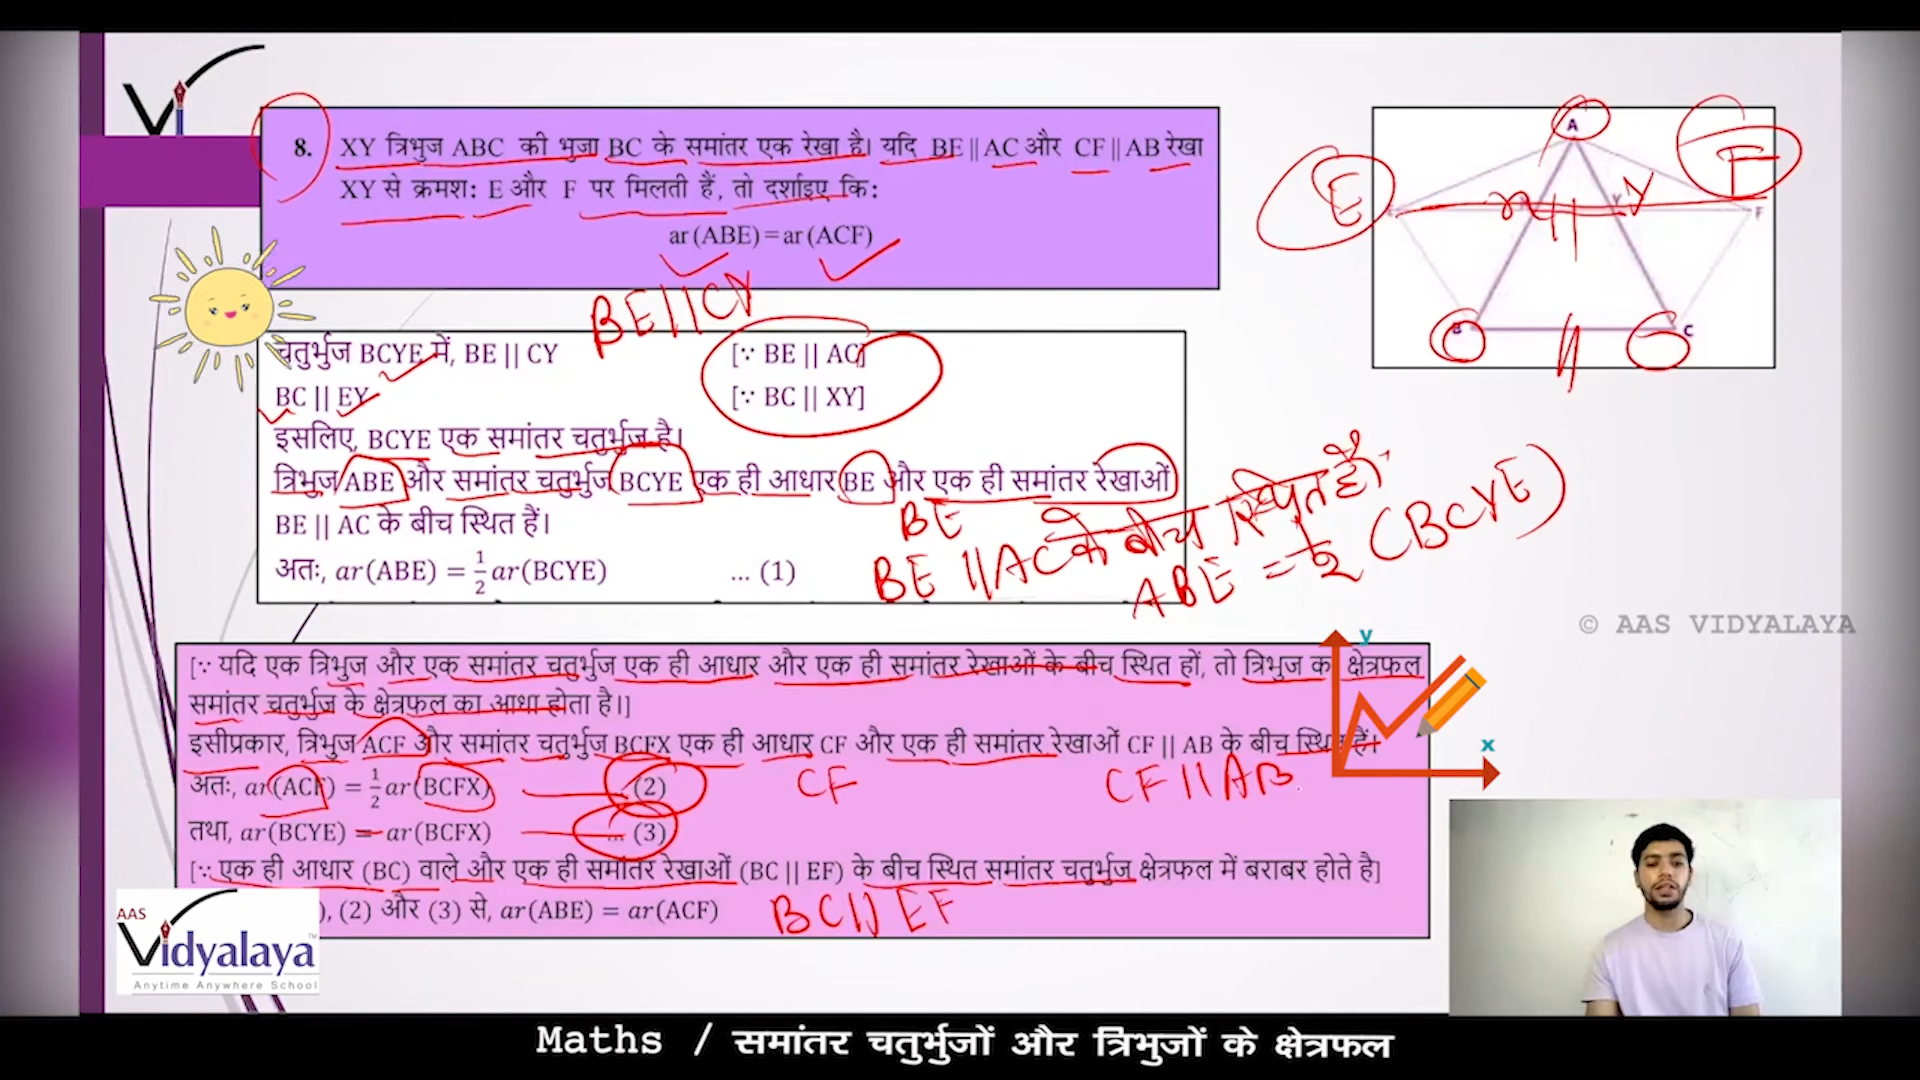 8. XY त्रिभुज ABC की भुजा BC के समांतर एक रेखा है। यदि BE || AC और CF || AB रेखा
XY से क्रमश: E और F पर मिलती हैं, तो दर्शाइए कि:
ar (ABE) = ar (ACF)
A
E
F
x
y
Y
F
B
C
BE||CY
चतुर्भुज BCYE में, BE || CY [∵ BE || AC]
BC || EY [∵ BC || XY]
इसलिए, BCYE एक समांतर चतुर्भुज है।
त्रिभुज ABE और समांतर चतुर्भुज BCYE एक ही आधार BE और एक ही समांतर रेखाओं
BE || AC के बीच स्थित हैं।
अतः, ar(ABE) = 1/2 ar(BCYE) ... (1)
BE
BE || AC के बीच स्थित है।
ABE = 1/2 (BCYE)
© AAS VIDYALAYA
[∵ यदि एक त्रिभुज और एक समांतर चतुर्भुज एक ही आधार और एक ही समांतर रेखाओं के बीच स्थित हों, तो त्रिभुज का क्षेत्रफल
समांतर चतुर्भुज के क्षेत्रफल का आधा होता है।]
इसीप्रकार, त्रिभुज ACF और समांतर चतुर्भुज BCFX एक ही आधार CF और एक ही समांतर रेखाओं CF || AB के बीच स्थित हैं।
अतः, ar(ACF) = 1/2 ar(BCFX) (2)
CF
CF || AB
तथा, ar(BCYE) = ar(BCFX) ... (3)
[∵ एक ही आधार (BC) वाले और एक ही समांतर रेखाओं (BC || EF) के बीच स्थित समांतर चतुर्भुज क्षेत्रफल में बराबर होते है]
), (2) और (3) से, ar(ABE) = ar(ACF)
BC || EF
y
x
AAS
Vidyalaya
Anytime Anywhere School
Maths / समांतर चतुर्भुजों और त्रिभुजों के क्षेत्रफल